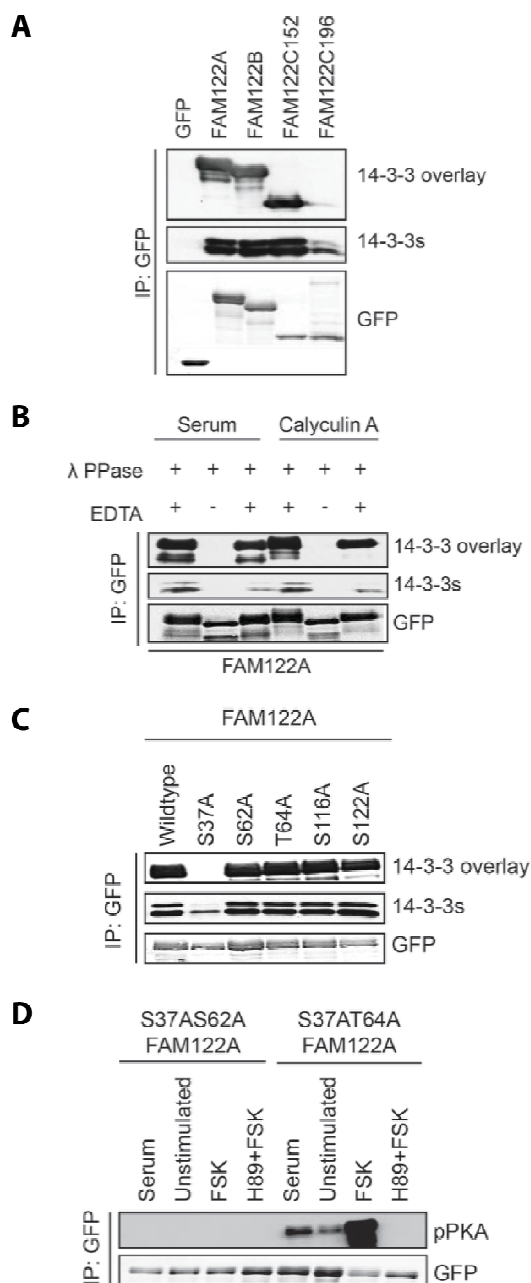 A
GFP
FAM122A
FAM122B
FAM122C152
FAM122C196
IP: GFP
14-3-3 overlay
14-3-3s
GFP
B
Serum Calyculin A
λ PPase + + + + + +
EDTA + - + + - +
IP: GFP
14-3-3 overlay
14-3-3s
GFP
FAM122A
C
FAM122A
Wildtype
S37A
S62A
T64A
S116A
S122A
IP: GFP
14-3-3 overlay
14-3-3s
GFP
D
S37AS62A S37AT64A
FAM122A FAM122A
Serum
Unstimulated
FSK
H89+FSK
Serum
Unstimulated
FSK
H89+FSK
IP: GFP
pPKA
GFP